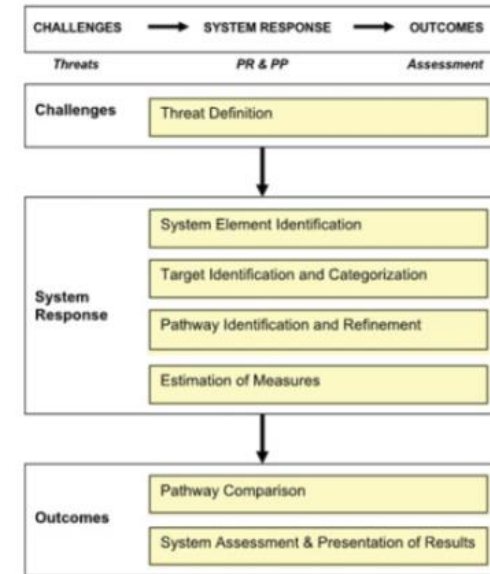 CHALLENGES SYSTEM RESPONSE OUTCOMES
Threats PR & PP Assessment
Challenges
Threat Definition
System Response
System Element Identification
Target Identification and Categorization
Pathway Identification and Refinement
Estimation of Measures
Outcomes
Pathway Comparison
System Assessment & Presentation of Results